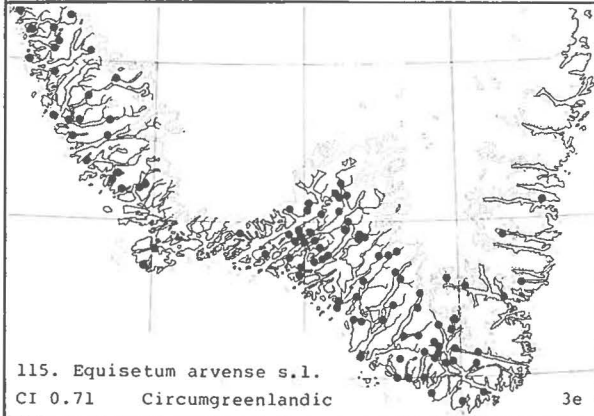 115. Equisetum arvense s.l.
CI 0.71 Circumgreenlandic 3e